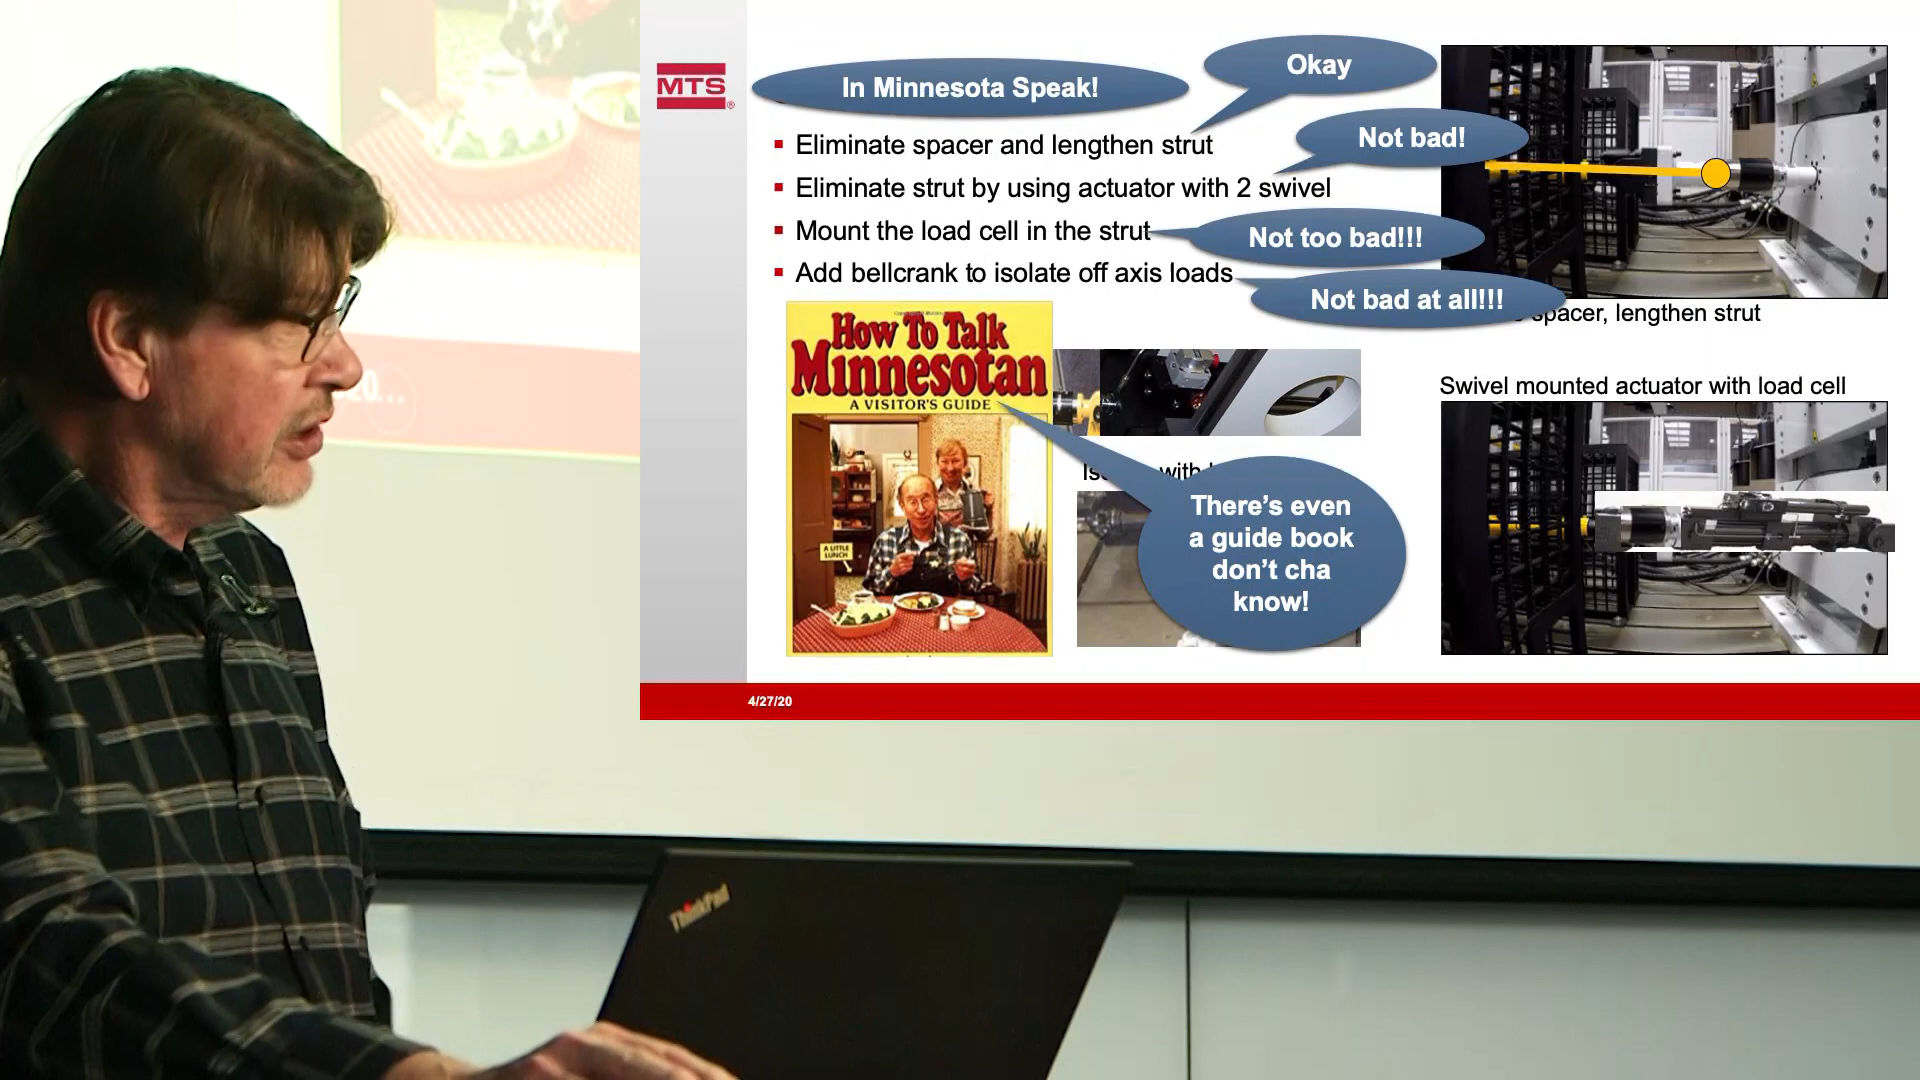 MTS
®
In Minnesota Speak!
Okay
Eliminate spacer and lengthen strut
Not bad!
Eliminate strut by using actuator with 2 swivel
Mount the load cell in the strut
Not too bad!!!
Add bellcrank to isolate off axis loads
Not bad at all!!!
spacer, lengthen strut
How To Talk
Minnesotan
A VISITOR'S GUIDE
A LITTLE
LUNCH
Swivel mounted actuator with load cell
with
There's even
a guide book
don't cha
know!
4/27/20
20...
ThinkPad